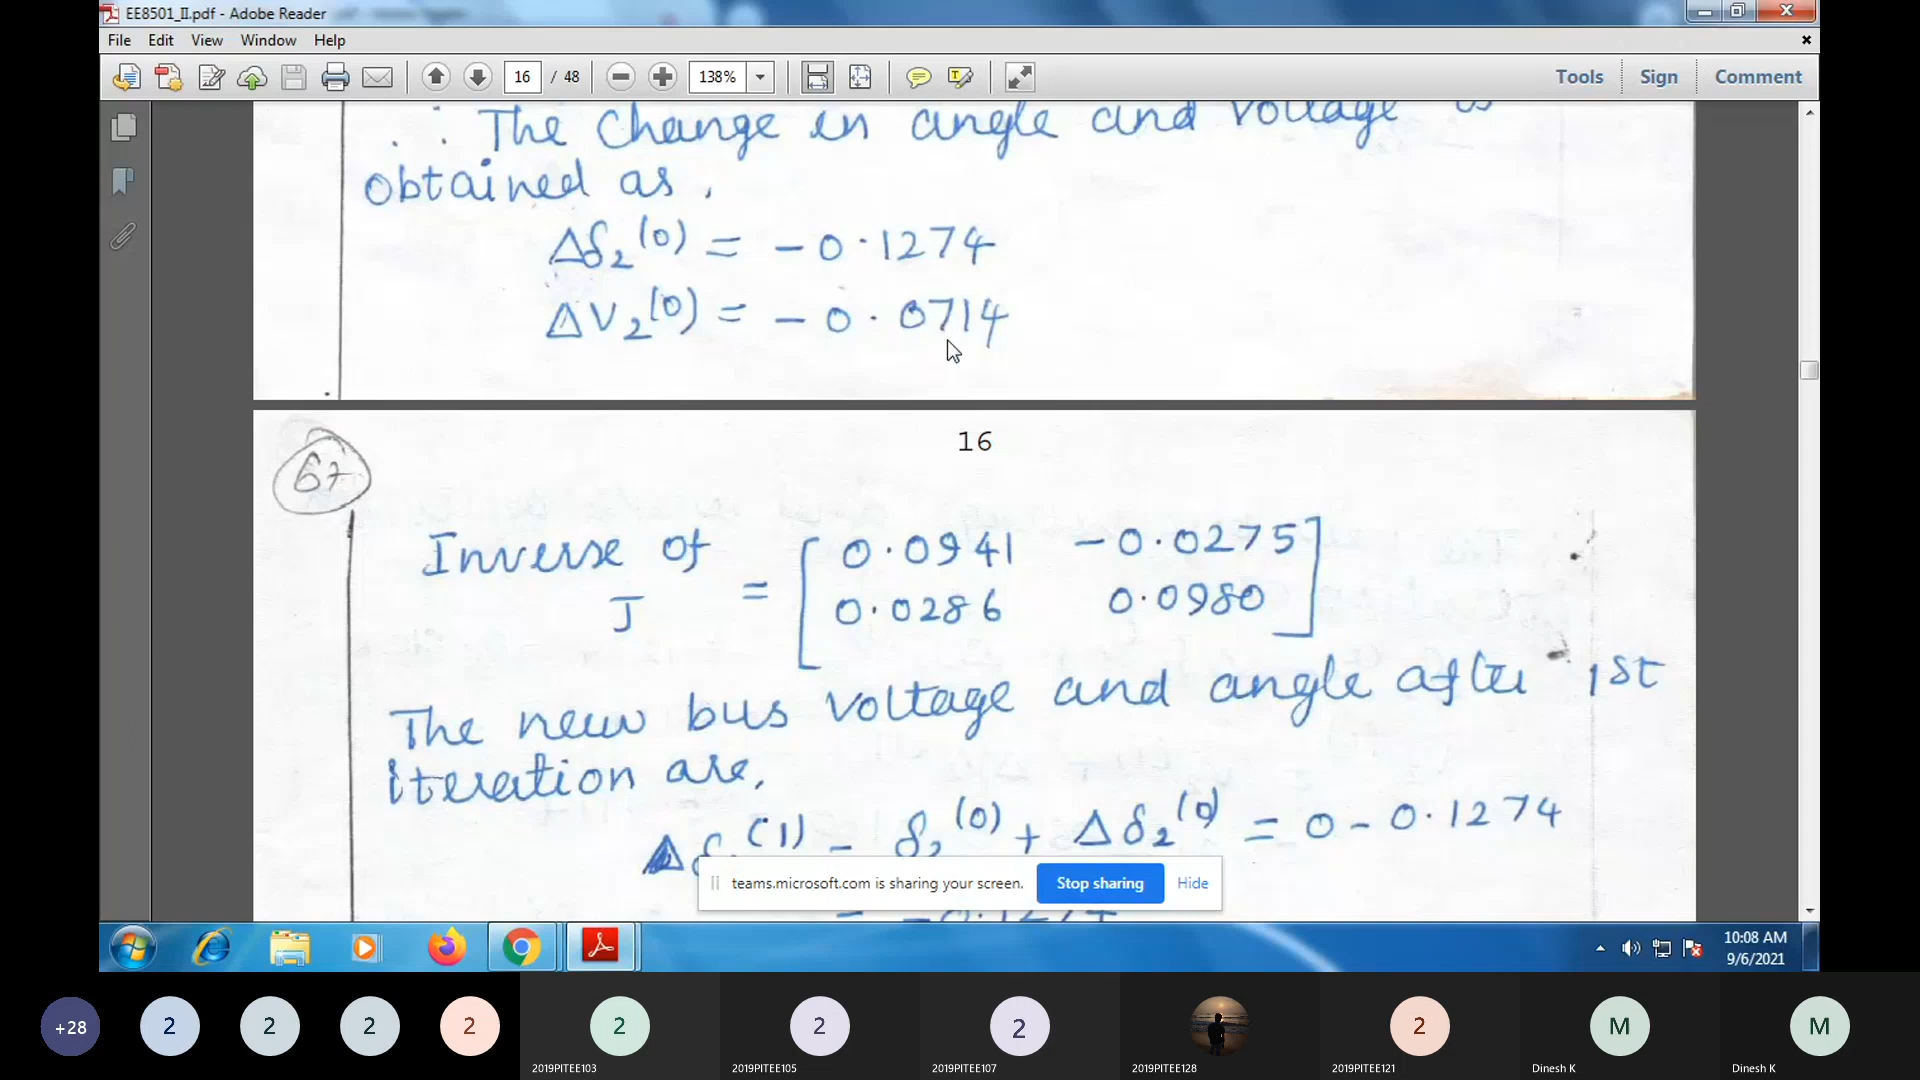 EE8501_II.pdf - Adobe Reader
File Edit View Window Help
16 / 48 138% Tools Sign Comment
∴ The change in angle and voltage is
obtained as,
Δδ₂⁽⁰⁾ = -0.1274
ΔV₂⁽⁰⁾ = -0.0714
16
67
Inverse of J = [0.0941 -0.0275
0.0286 0.0980]
The new bus voltage and angle after 1st
iteration are,
Δδ₂⁽¹⁾ = δ₂⁽⁰⁾ + Δδ₂⁽⁰⁾ = 0 - 0.1274
= -0.1274
teams.microsoft.com is sharing your screen. Stop sharing Hide
10:08 AM
9/6/2021
+28 2 2 2 2 2 2 2 2 M M
2019PITEE103 2019PITEE105 2019PITEE107 2019PITEE128 2019PITEE121 Dinesh K Dinesh K